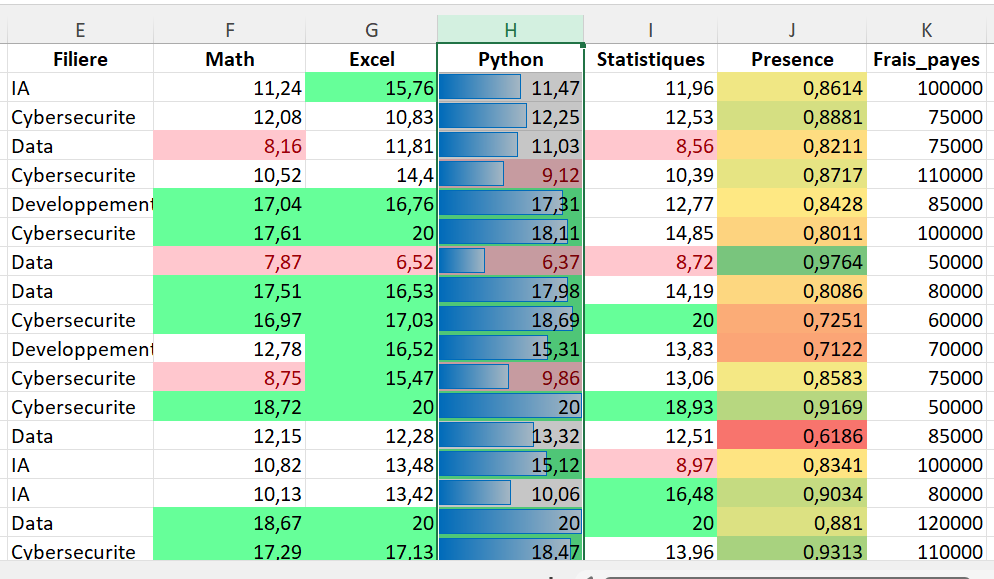 E F G H I J K
Filiere Math Excel Python Statistiques Presence Frais_payes
IA 11,24 15,76 11,47 11,96 0,8614 100000
Cybersecurite 12,08 10,83 12,25 12,53 0,8881 75000
Data 8,16 11,81 11,03 8,56 0,8211 75000
Cybersecurite 10,52 14,4 9,12 10,39 0,8717 110000
Developpement 17,04 16,76 17,31 12,77 0,8428 85000
Cybersecurite 17,61 20 18,11 14,85 0,8011 100000
Data 7,87 6,52 6,37 8,72 0,9764 50000
Data 17,51 16,53 17,98 14,19 0,8086 80000
Cybersecurite 16,97 17,03 18,69 20 0,7251 60000
Developpement 12,78 16,52 15,31 13,83 0,7122 70000
Cybersecurite 8,75 15,47 9,86 13,06 0,8583 75000
Cybersecurite 18,72 20 20 18,93 0,9169 50000
Data 12,15 12,28 13,32 12,51 0,6186 85000
IA 10,82 13,48 15,12 8,97 0,8341 100000
IA 10,13 13,42 10,06 16,48 0,9034 80000
Data 18,67 20 20 20 0,881 120000
Cybersecurite 17,29 17,13 18,47 13,96 0,9313 110000